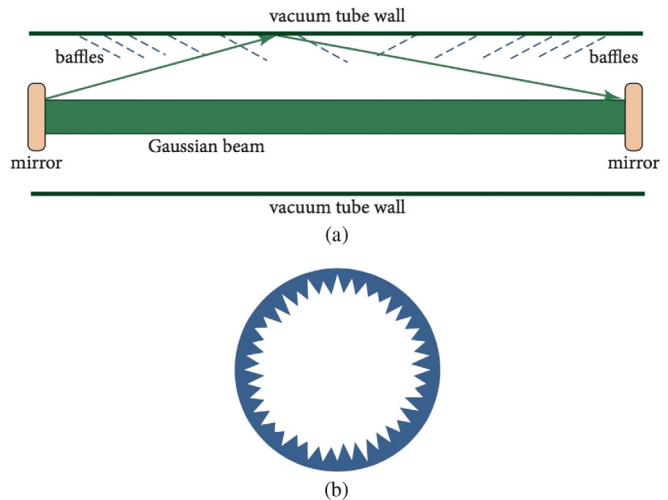 vacuum tube wall
baffles
baffles
mirror
Gaussian beam
mirror
vacuum tube wall
(a)
(b)